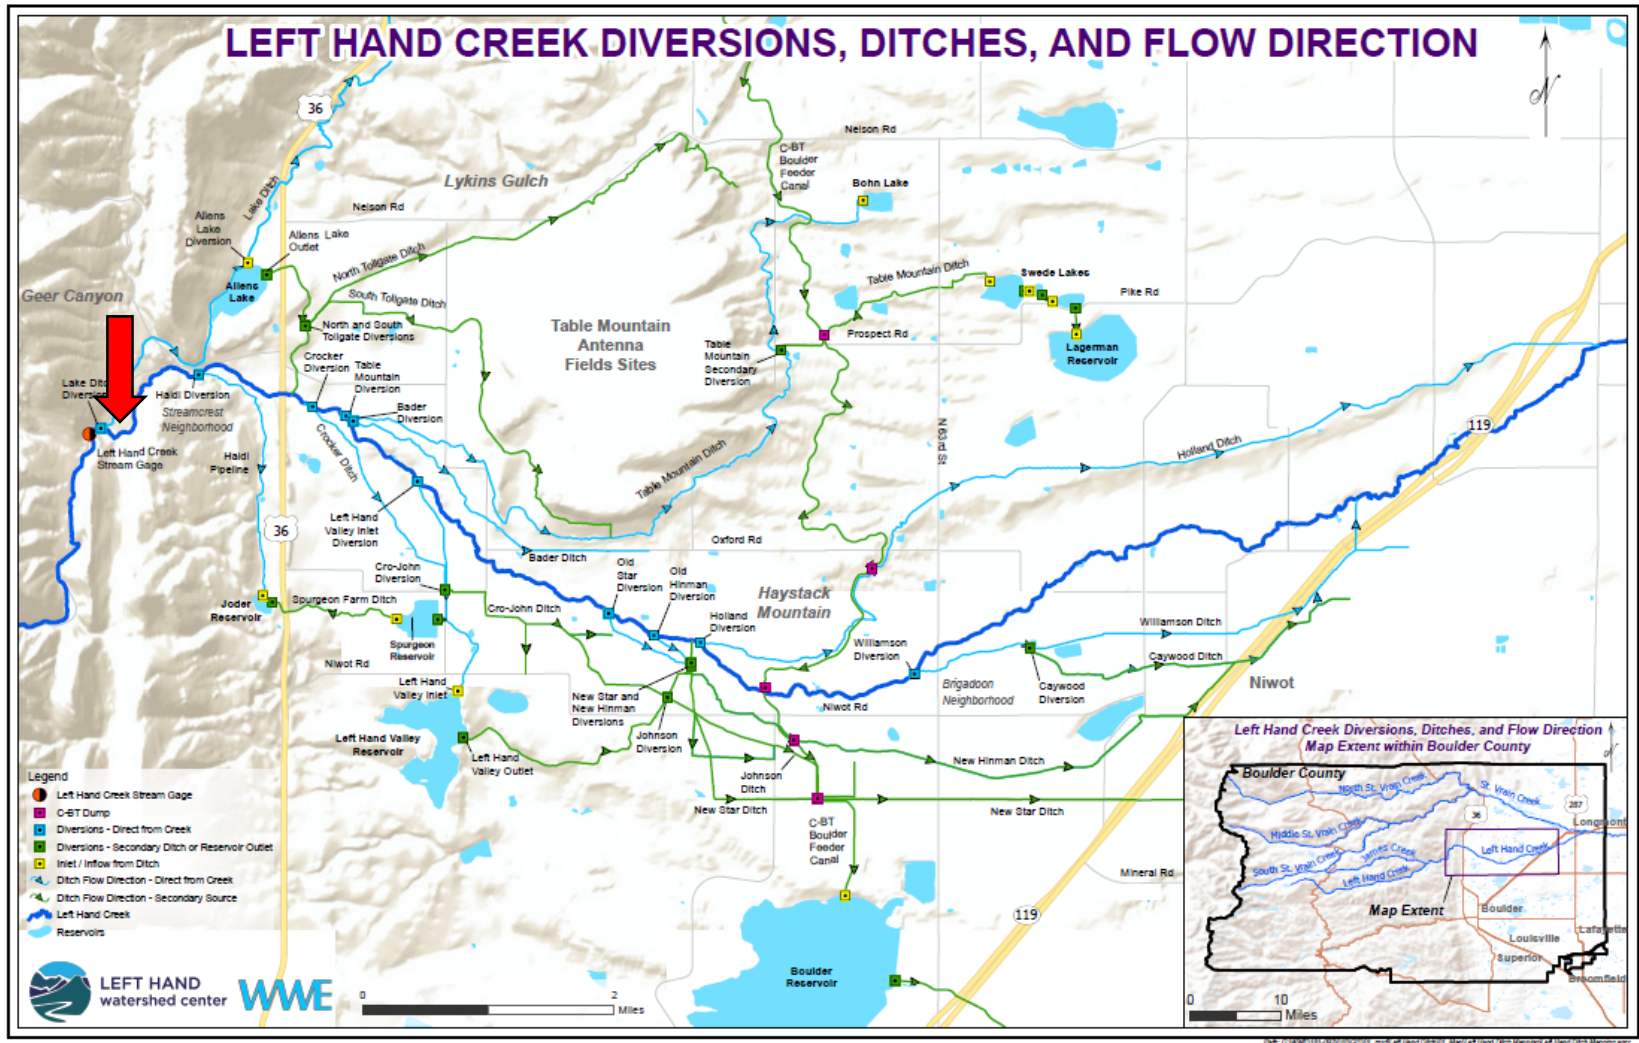 LEFT HAND CREEK DIVERSIONS, DITCHES, AND FLOW DIRECTION
N
36
Nelson Rd
C-BT
Boulder
Feeder
Canal
Lykins Gulch
Bohn Lake
Lake Ditch
Nelson Rd
Allens
Lake
Diversion
Allens Lake
Outlet
North Tollgate Ditch
Allens
Lake
Geer Canyon
South Tollgate Ditch
Table Mountain Ditch
Swede Lakes
Pike Rd
North and South
Tollgate Diversions
Table Mountain
Antenna
Fields Sites
Prospect Rd
Table
Mountain
Secondary
Diversion
Lagerman
Reservoir
Crocker
Diversion
Table
Mountain
Diversion
Lake Ditc
Diversion
Haldi Diversion
Streamcrest
Neighborhood
Bader
Diversion
Left Hand Creek
Stream Gage
Haldi
Pipeline
Crocker Ditch
N 63rd St
119
Holland Ditch
Table Mountain Ditch
36
Left Hand
Valley Inlet
Diversion
Oxford Rd
Bader Ditch
Cro-John
Diversion
Old
Star
Diversion
Old
Hinman
Diversion
Haystack
Mountain
Joder
Reservoir
Spurgeon Farm Ditch
Cro-John Ditch
Holland
Diversion
Williamson Ditch
Spurgeon
Reservoir
Williamson
Diversion
Caywood Ditch
Niwot Rd
Left Hand
Valley Inlet
New Star and
New Hinman
Diversions
Brigadoon
Neighborhood
Caywood
Diversion
Niwot
Niwot Rd
Left Hand Valley
Reservoir
Johnson
Diversion
Left Hand
Valley Outlet
New Hinman Ditch
Johnson
Ditch
New Star Ditch
New Star Ditch
C-BT
Boulder
Feeder
Canal
Mineral Rd
119
Boulder
Reservoir
Legend
Left Hand Creek Stream Gage
C-BT Dump
Diversions - Direct from Creek
Diversions - Secondary Ditch or Reservoir Outlet
Inlet / Inflow from Ditch
Ditch Flow Direction - Direct from Creek
Ditch Flow Direction - Secondary Source
Left Hand Creek
Reservoirs
LEFT HAND
watershed center
WWE
0 2
Miles
Left Hand Creek Diversions, Ditches, and Flow Direction
Map Extent within Boulder County
Boulder County
North St. Vrain Creek
St. Vrain Creek
287
36
Longmont
Middle St. Vrain Creek
James Creek
Left Hand Creek
South St. Vrain Creek
Left Hand Creek
Map Extent
Boulder
Lafayette
Louisville
Superior
Broomfield
0 10
Miles